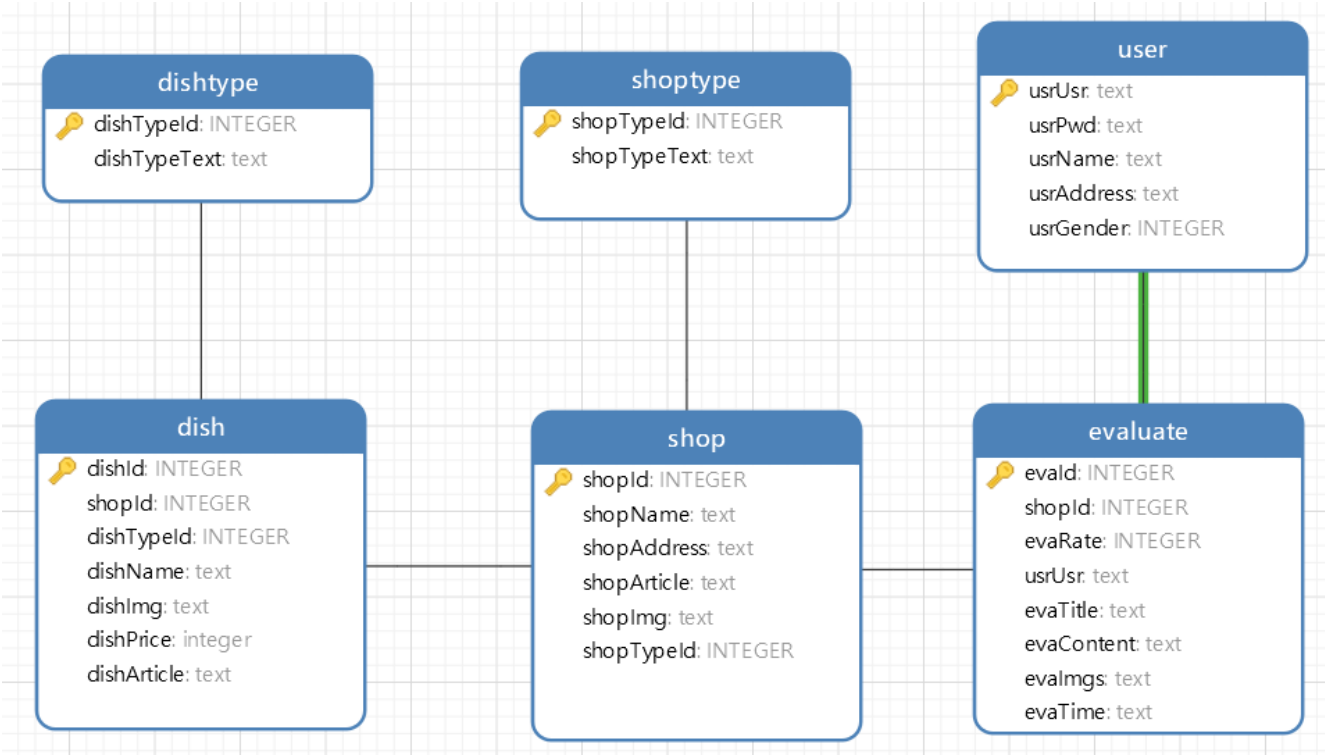 dishtype
dishTypeId: INTEGER
dishTypeText: text
shoptype
shopTypeId: INTEGER
shopTypeText: text
user
usrUsr: text
usrPwd: text
usrName: text
usrAddress: text
usrGender: INTEGER
dish
dishId: INTEGER
shopId: INTEGER
dishTypeId: INTEGER
dishName: text
dishImg: text
dishPrice: integer
dishArticle: text
shop
shopId: INTEGER
shopName: text
shopAddress: text
shopArticle: text
shopImg: text
shopTypeId: INTEGER
evaluate
evaId: INTEGER
shopId: INTEGER
evaRate: INTEGER
usrUsr: text
evaTitle: text
evaContent: text
evaImgs: text
evaTime: text